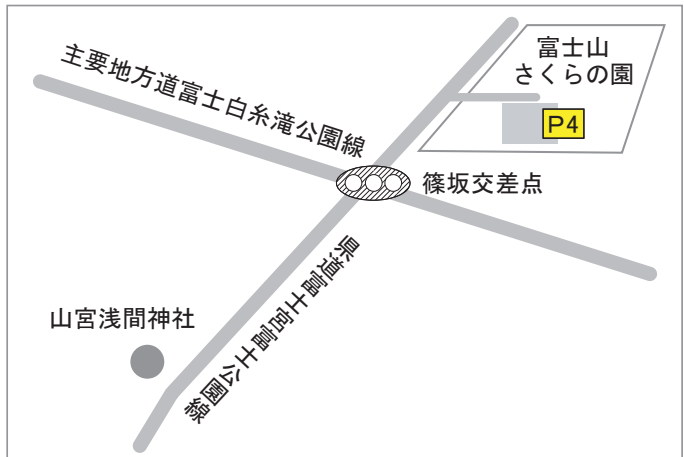 主要地方道富士白糸滝公園線
富士山
さくらの園
P4
篠坂交差点
県道富士宮富士公園線
山宮浅間神社